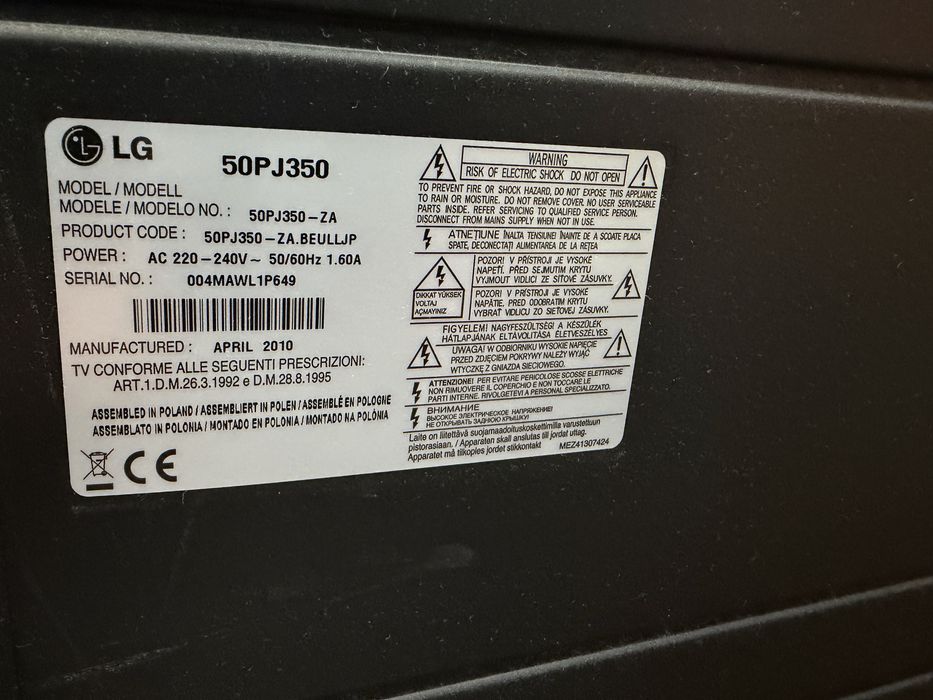 LG
50PJ350
MODEL / MODELL
MODELE / MODELO NO. : 50PJ350-ZA
PRODUCT CODE : 50PJ350-ZA.BEULLJP
POWER : AC 220-240V~ 50/60Hz 1.60A
SERIAL NO. : 004MAWL1P649
MANUFACTURED : APRIL 2010
TV CONFORME ALLE SEGUENTI PRESCRIZIONI:
ART.1.D.M.26.3.1992 e D.M.28.8.1995
ASSEMBLED IN POLAND / ASSEMBLIERT IN POLEN / ASSEMBLÉ EN POLOGNE
ASSEMBLATO IN POLONIA / MONTADO EN POLONIA / MONTADO NA POLÓNIA
CE
WARNING
RISK OF ELECTRIC SHOCK DO NOT OPEN
TO PREVENT FIRE OR SHOCK HAZARD, DO NOT EXPOSE THIS APPLIANCE
TO RAIN OR MOISTURE. DO NOT REMOVE COVER. NO USER SERVICEABLE
PARTS INSIDE. REFER SERVICING TO QUALIFIED SERVICE PERSON.
DISCONNECT FROM MAINS SUPPLY WHEN NOT IN USE.
ATNEȚIUNE ÎNALTA TENSIUNE! ÎNAINTE DE A SCOATE PLACA
SPATE, DECONECTAȚI ALIMENTAREA DE LA REȚEA
DIKKAT YÜKSEK
VOLTAJ
AÇMAYINIZ
POZOR! V PŘÍSTROJI JE VYSOKÉ
NAPETÍ. PŘED SEJMUTIM KRYTU
VYJMOUT VIDLICI ZE SÍTOVÉ ZÁSUVKY.
POZOR! V PRÍSTROJI JE VYSOKÉ
NAPÄTIE. PRED ODOBRATIM KRYTU
VYBRAŤ VIDLICU ZO SIETOVEJ ZÁSUVKY.
FIGYELEM! NAGYFESZÜLTSÉG! A KÉSZÜLÉK
HÁTLAPJÁNAK ELTÁVOLÍTÁSA ÉLETVESZÉLYES
UWAGA! W ODBIORNIKU WYSOKIE NAPIĘCIE
PRZED ZDJĘCIEM POKRYWY NALEŻY WYJĄĆ
WTYCZKĘ Z GNIAZDA SIECIOWEGO.
ATTENZIONE! PER EVITARE PERICOLOSE SCOSSE ELETTRICHE
NON RIMUOVERE IL COPERCHIO E NON TOCCARE LE
PARTI INTERNE. RIVOLGETEVI A PERSONAL SPECIALIZZATO.
ВНИМАНИЕ
ВЫСОКОЕ ЭЛЕКТРИЧЕСКОЕ НАПРЯЖЕНИЕ!
НЕ ОТКРЫВАТЬ ЗАДНЮЮ КРЫШКУ!
Laite on liitettävä suojamaadoituskoskettimilla varustettuun
pistorasiaan. / Apparaten skall anslutas till jordat uttag.
Apparatet må tilkoples jordet stikkontakt
MEZ41307424